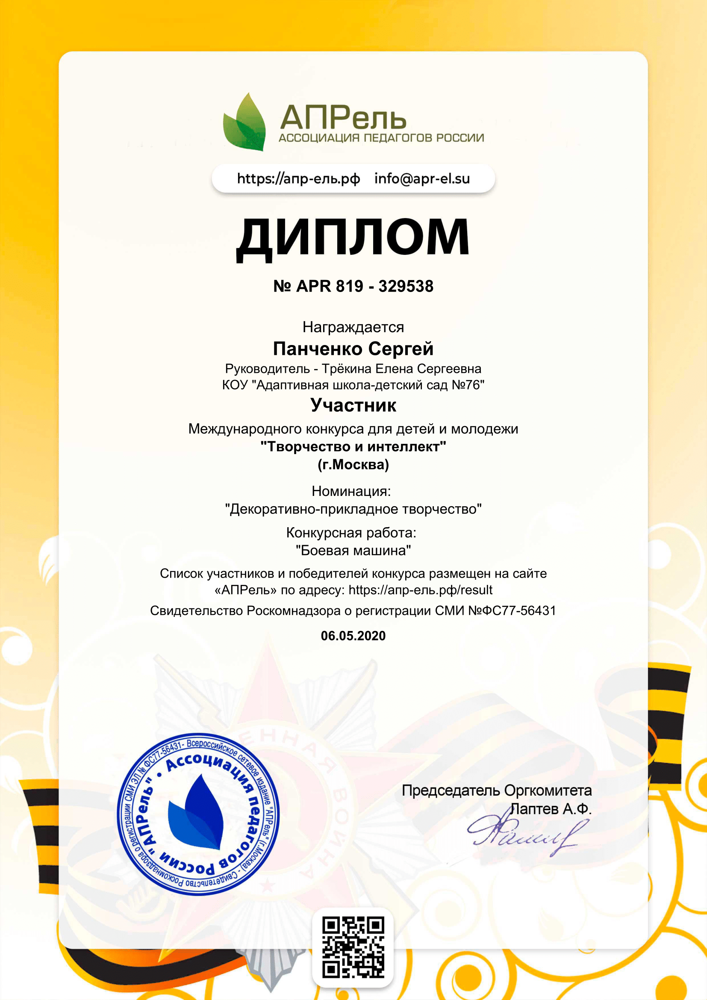 АПРель
АССОЦИАЦИЯ ПЕДАГОГОВ РОССИИ
https://апр-ель.рф info@apr-el.su
ДИПЛОМ
№ APR 819 - 329538
Награждается
Панченко Сергей
Руководитель - Трёкина Елена Сергеевна
КОУ "Адаптивная школа-детский сад №76"
Участник
Международного конкурса для детей и молодежи
"Творчество и интеллект"
(г.Москва)
Номинация:
"Декоративно-прикладное творчество"
Конкурсная работа:
"Боевая машина"
Список участников и победителей конкурса размещен на сайте
«АПРель» по адресу: https://апр-ель.рф/result
Свидетельство Роскомнадзора о регистрации СМИ №ФС77-56431
06.05.2020
ВОЙНА
Всероссийское сетевое издание "АПРель" (г.Москва) - Свидетельство Роскомнадзора о регистрации СМИ ЭЛ № ФС77-56431-
Ассоциация педагогов России "АПРель" •
Председатель Оргкомитета
Лаптев А.Ф.